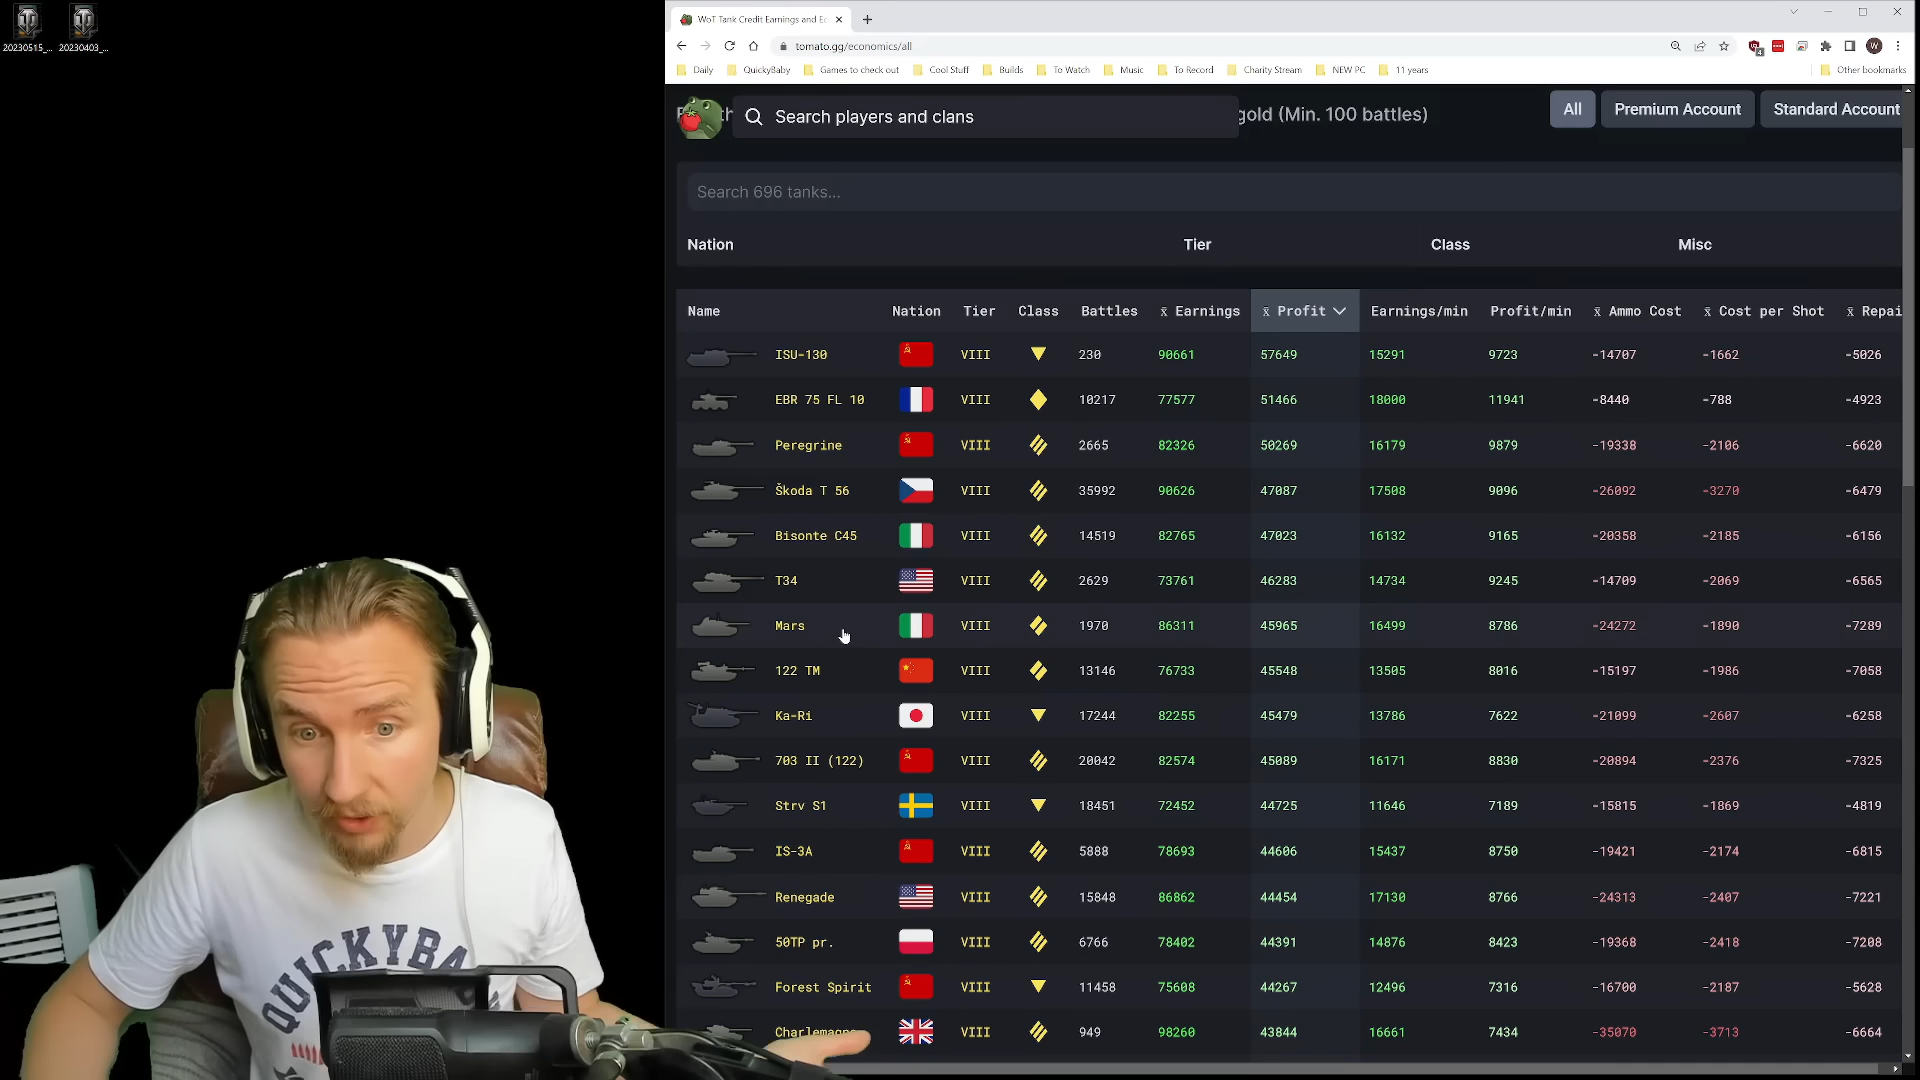 20230515_...
20230403_...
WoT Tank Credit Earnings and Ec
tomato.gg/economics/all
Daily QuickyBaby Games to check out Cool Stuff Builds To Watch Music To Record Charity Stream NEW PC 11 years Other bookmarks
Search players and clans
gold (Min. 100 battles)
All Premium Account Standard Account
Search 696 tanks...
Nation Tier Class Misc
Name Nation Tier Class Battles x̄ Earnings x̄ Profit Earnings/min Profit/min x̄ Ammo Cost x̄ Cost per Shot x̄ Repai
ISU-130 VIII 230 90661 57649 15291 9723 -14707 -1662 -5026
EBR 75 FL 10 VIII 10217 77577 51466 18000 11941 -8440 -788 -4923
Peregrine VIII 2665 82326 50269 16179 9879 -19338 -2106 -6620
Škoda T 56 VIII 35992 90626 47087 17508 9096 -26092 -3270 -6479
Bisonte C45 VIII 14519 82765 47023 16132 9165 -20358 -2185 -6156
T34 VIII 2629 73761 46283 14734 9245 -14709 -2069 -6565
Mars VIII 1970 86311 45965 16499 8786 -24272 -1890 -7289
122 TM VIII 13146 76733 45548 13505 8016 -15197 -1986 -7058
Ka-Ri VIII 17244 82255 45479 13786 7622 -21099 -2607 -6258
703 II (122) VIII 20042 82574 45089 16171 8830 -20894 -2376 -7325
Strv S1 VIII 18451 72452 44725 11646 7189 -15815 -1869 -4819
IS-3A VIII 5888 78693 44606 15437 8750 -19421 -2174 -6815
Renegade VIII 15848 86862 44454 17130 8766 -24313 -2407 -7221
50TP pr. VIII 6766 78402 44391 14876 8423 -19368 -2418 -7208
Forest Spirit VIII 11458 75608 44267 12496 7316 -16700 -2187 -5628
Charlemagne VIII 949 98260 43844 16661 7434 -35070 -3713 -6664
QUICKYBA